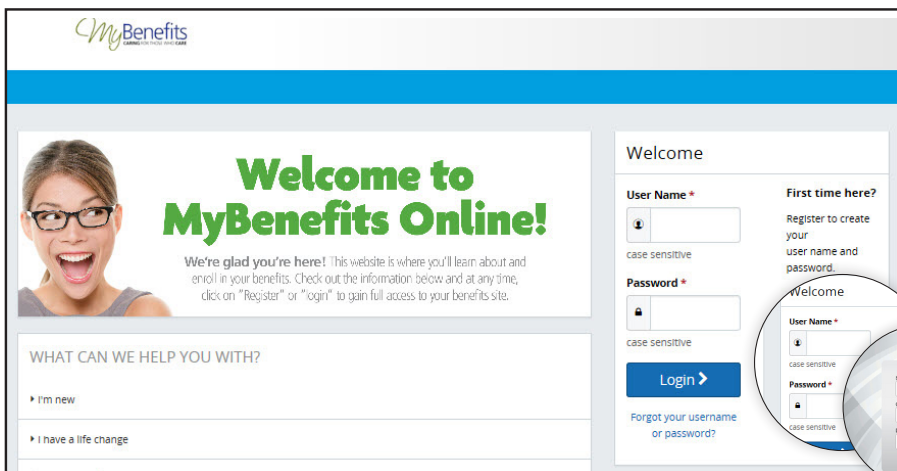 MyBenefits
CARING FOR THOSE WHO CARE
Welcome to
MyBenefits Online!
We're glad you're here! This website is where you'll learn about and
enroll in your benefits. Check out the information below and at any time,
click on "Register" or "login" to gain full access to your benefits site.
WHAT CAN WE HELP YOU WITH?
I'm new
I have a life change
Welcome
User Name *
case sensitive
Password *
case sensitive
Login
Forgot your username
or password?
First time here?
Register to create
your
user name and
password.
Welcome
User Name *
case sensitive
Password *
case sensitive